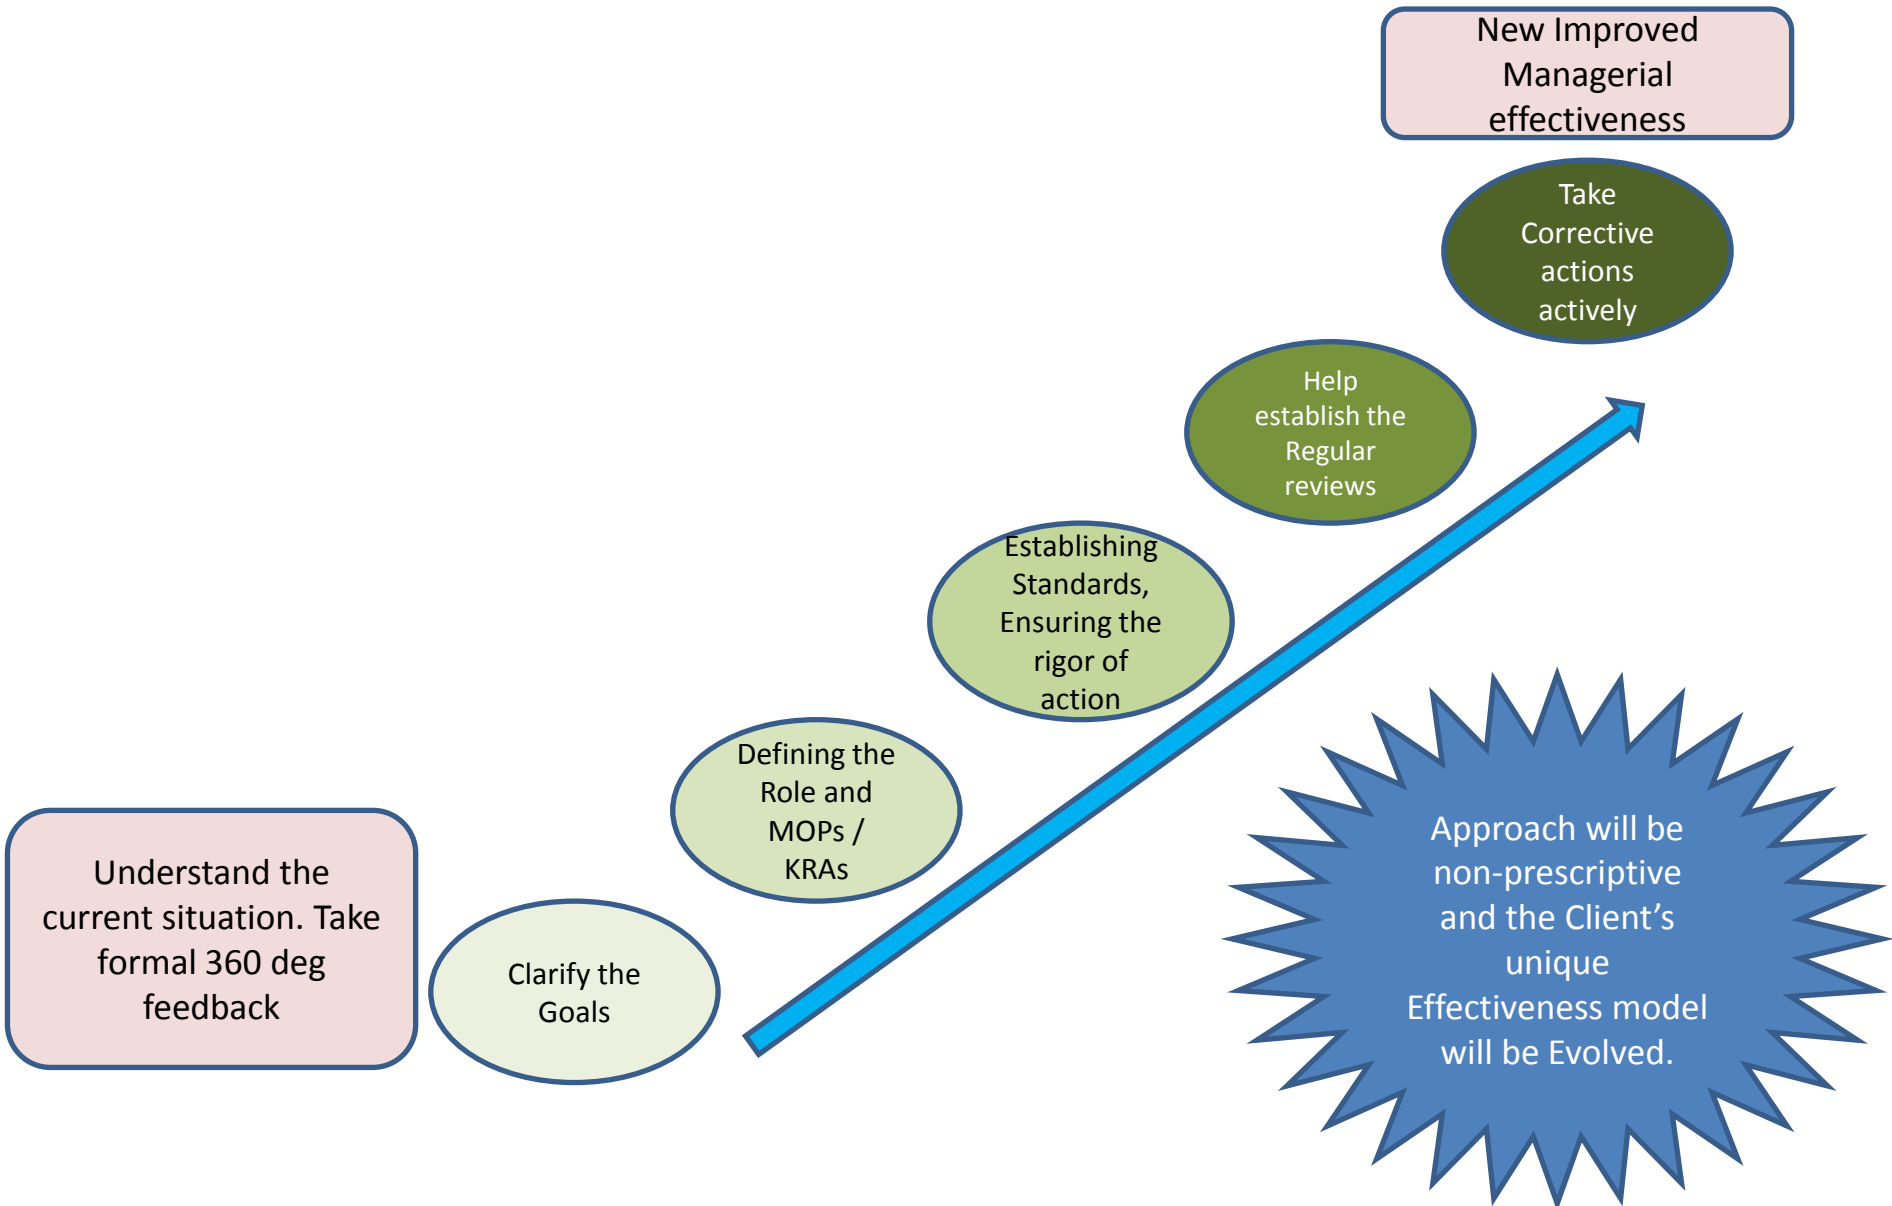 New Improved
Managerial
effectiveness
Take
Corrective
actions
actively
Help
establish the
Regular
reviews
Establishing
Standards,
Ensuring the
rigor of
action
Defining the
Role and
MOPs /
KRAs
Understand the
current situation. Take
formal 360 deg
feedback
Clarify the
Goals
Approach will be
non-prescriptive
and the Client’s
unique
Effectiveness model
will be Evolved.